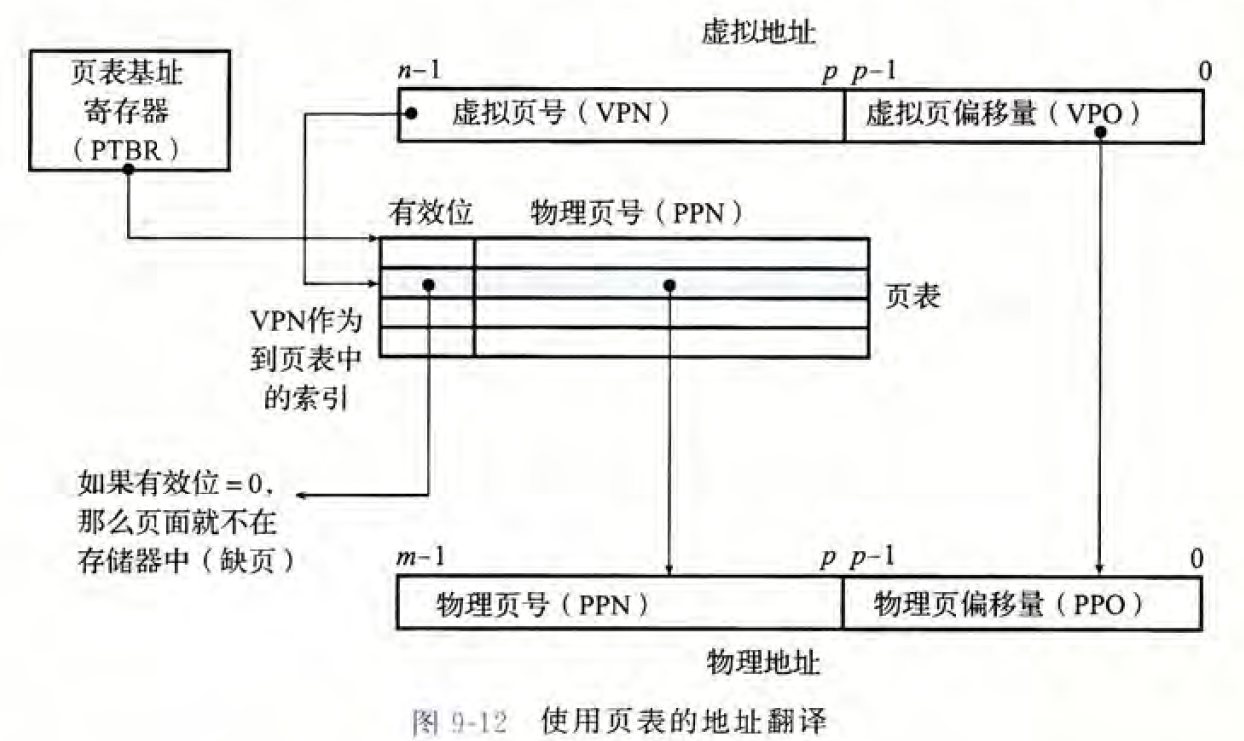 虚拟地址
页表基址
寄存器
（PTBR）
n-1
p p-1
0
虚拟页号（VPN）
虚拟页偏移量（VPO）
有效位
物理页号（PPN）
页表
VPN作为
到页表中
的索引
如果有效位=0，
那么页面就不在
存储器中（缺页）
m-1
p p-1
0
物理页号（PPN）
物理页偏移量（PPO）
物理地址
图 9-12 使用页表的地址翻译